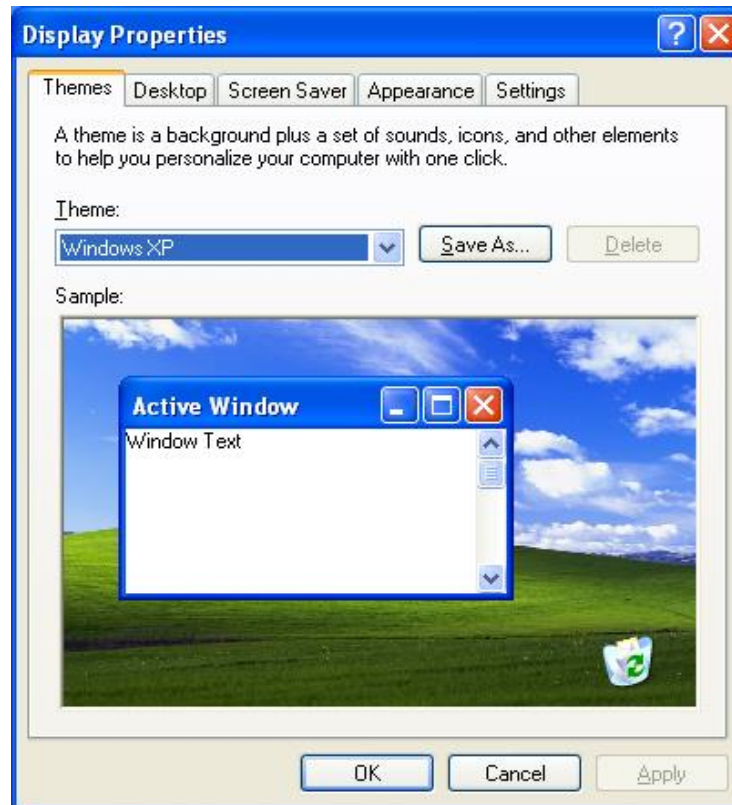 Display Properties
Themes Desktop Screen Saver Appearance Settings
A theme is a background plus a set of sounds, icons, and other elements
to help you personalize your computer with one click.
Theme:
Windows XP Save As... Delete
Sample:
Active Window
Window Text
OK Cancel Apply